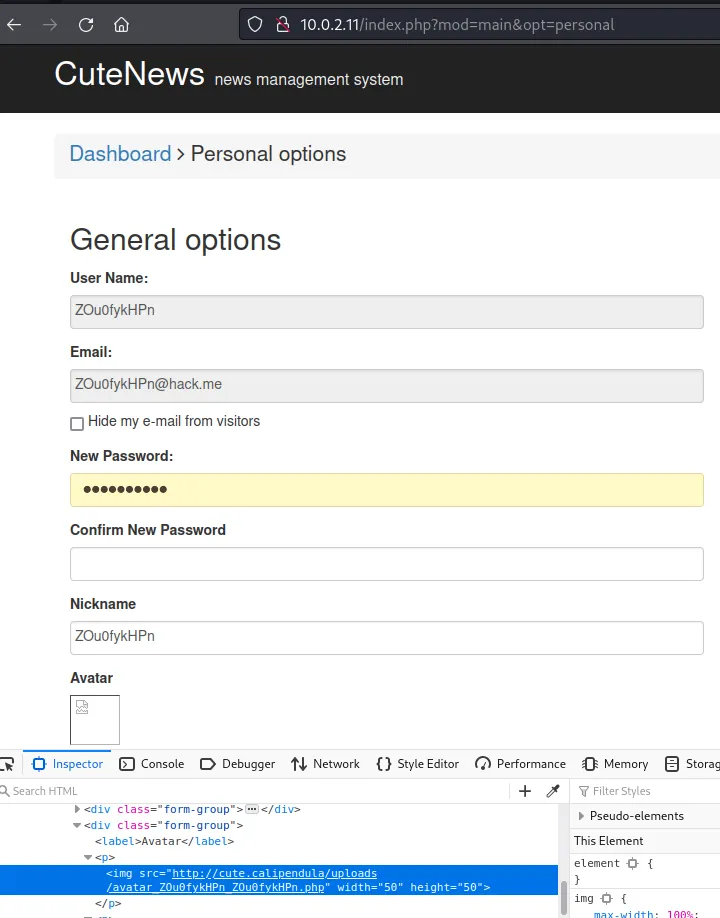 10.0.2.11/index.php?mod=main&opt=personal
CuteNews news management system
Dashboard > Personal options
General options
User Name:
ZOu0fykHPn
Email:
ZOu0fykHPn@hack.me
Hide my e-mail from visitors
New Password:
••••••••••
Confirm New Password
Nickname
ZOu0fykHPn
Avatar
Inspector Console Debugger Network Style Editor Performance Memory Storag
Search HTML
Filter Styles
<div class="form-group">…</div>
Pseudo-elements
<div class="form-group">
<label>Avatar</label>
This Element
<p>
element {
<img src="http://cute.calipendula/uploads
/avatar_ZOu0fykHPn_ZOu0fykHPn.php" width="50" height="50">
}
</p>
img {
max-width: 100%;